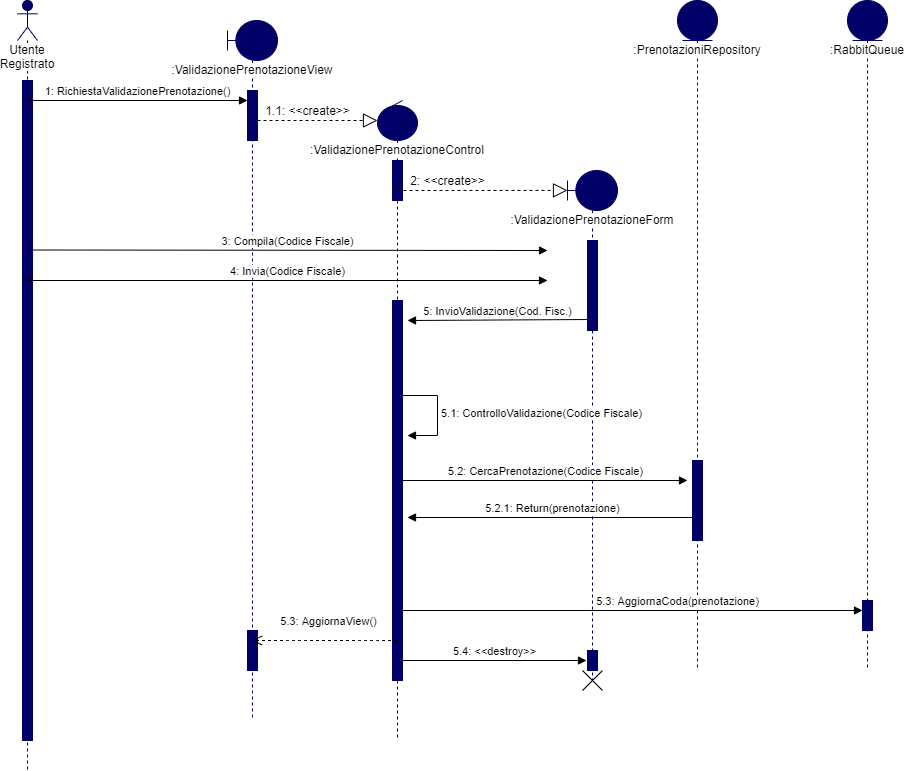 Utente
Registrato
:ValidazionePrenotazioneView
:PrenotazioniRepository
:RabbitQueue
1: RichiestaValidazionePrenotazione()
1.1: <<create>>
:ValidazionePrenotazioneControl
2: <<create>>
:ValidazionePrenotazioneForm
3: Compila(Codice Fiscale)
4: Invia(Codice Fiscale)
5: InvioValidazione(Cod. Fisc.)
5.1: ControlloValidazione(Codice Fiscale)
5.2: CercaPrenotazione(Codice Fiscale)
5.2.1: Return(prenotazione)
5.3: AggiornaCoda(prenotazione)
5.3: AggiornaView()
5.4: <<destroy>>